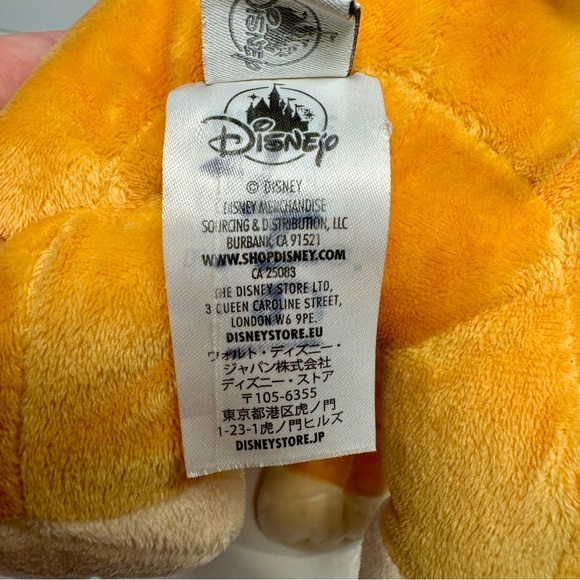 DISNEY
DISNEY
© DISNEY
DISNEY MERCHANDISE
SOURCING & DISTRIBUTION, LLC
BURBANK, CA 91521
WWW.SHOPDISNEY.COM
CA 25083
THE DISNEY STORE LTD,
3 QUEEN CAROLINE STREET,
LONDON W6 9PE.
DISNEYSTORE.EU
ウォルト・ディズニー・
ジャパン株式会社
ディズニー・ストア
〒105-6355
東京都港区虎ノ門
1-23-1虎ノ門ヒルズ
DISNEYSTORE.JP